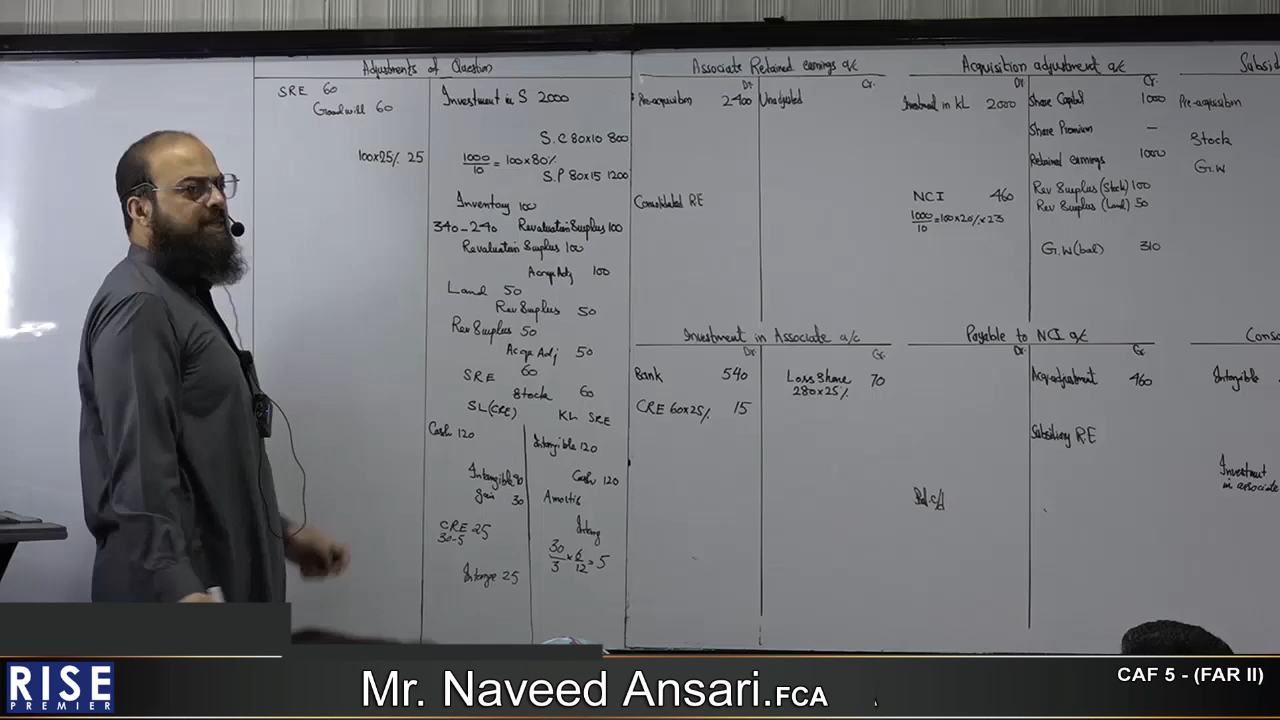 Adjustments of Question
SRE 60
Goodwill 60
100x25% 25
Investment in S 2000
S.C 80x10 800
1000/10 = 100x80%
S.P 80x15 1200
Inventory 100
340-240 Revaluation Surplus 100
Revaluation Surplus 100
Acqn Adj 100
Land 50
Rev Surplus 50
Rev Surplus 50
Acqn Adj 50
SRE 60
Stock 60
SL(CRE)
Cash 120
Intangible 90
gain 30
CRE 25
30-5
Intange 25
KL SRE
Intangible 120
Cash 120
Amortis
Intang
30/3 x 6/12 = 5
Associate Retained earnings a/c
Dr.
Cr.
Pre-acquisition 2400
Unadjusted
Consolidated RE
Investment in Associate a/c
Dr.
Cr.
Bank 540
Loss Share 70
280x25%
CRE 60x25% 15
Acquisition adjustment a/c
Dr.
Cr.
Investment in KL 2000
Share Capital 1000
Share Premium —
Retained earnings 1000
Rev Surplus (Stock) 100
Rev Surplus (Land) 50
NCI 460
1000/10 = 100x20% x23
G.W (bal) 310
Payable to NCI a/c
Dr.
Cr.
Acq-adjustment 460
Subsidiary RE
Bal. c/d
Subsid
Pre-acquisition
Stock
G.W
Conso
Intangible
Investment
in associate
RISE
PREMIER
Mr. Naveed Ansari.FCA
CAF 5 - (FAR II)